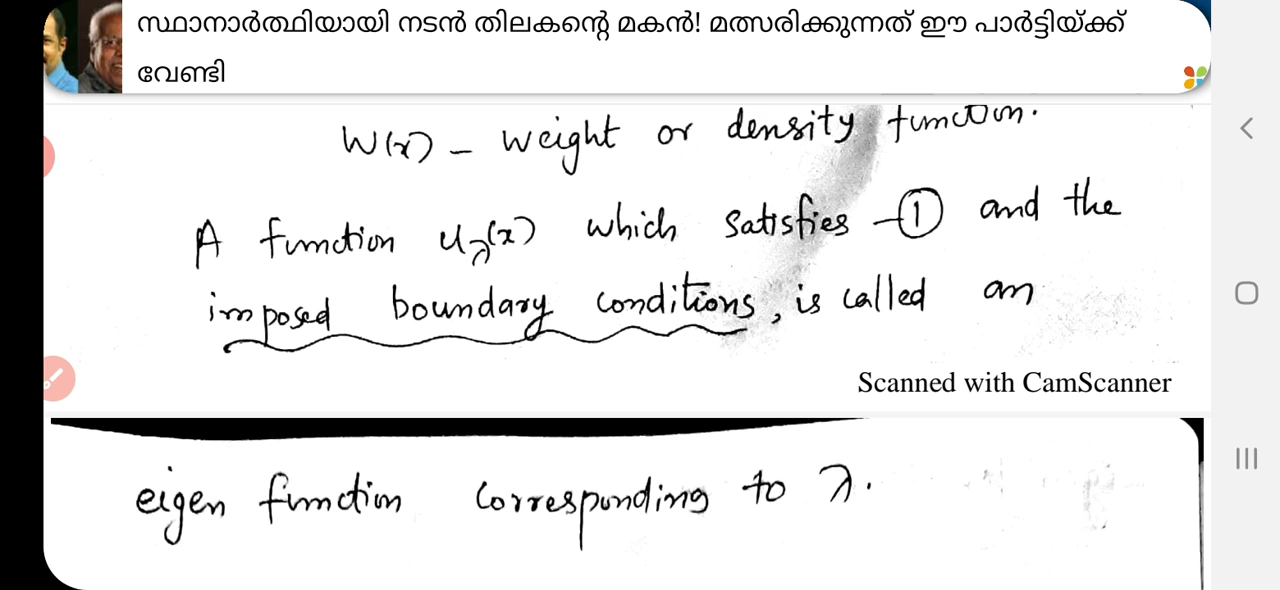 സ്ഥാനാർത്ഥിയായി നടൻ തിലകന്റെ മകൻ! മത്സരിക്കുന്നത് ഈ പാർട്ടിയ്ക്ക്
വേണ്ടി
W(x) – weight or density function.
A function u_λ(x) which satisfies –① and the
imposed boundary conditions, is called an
Scanned with CamScanner
eigen function corresponding to λ.